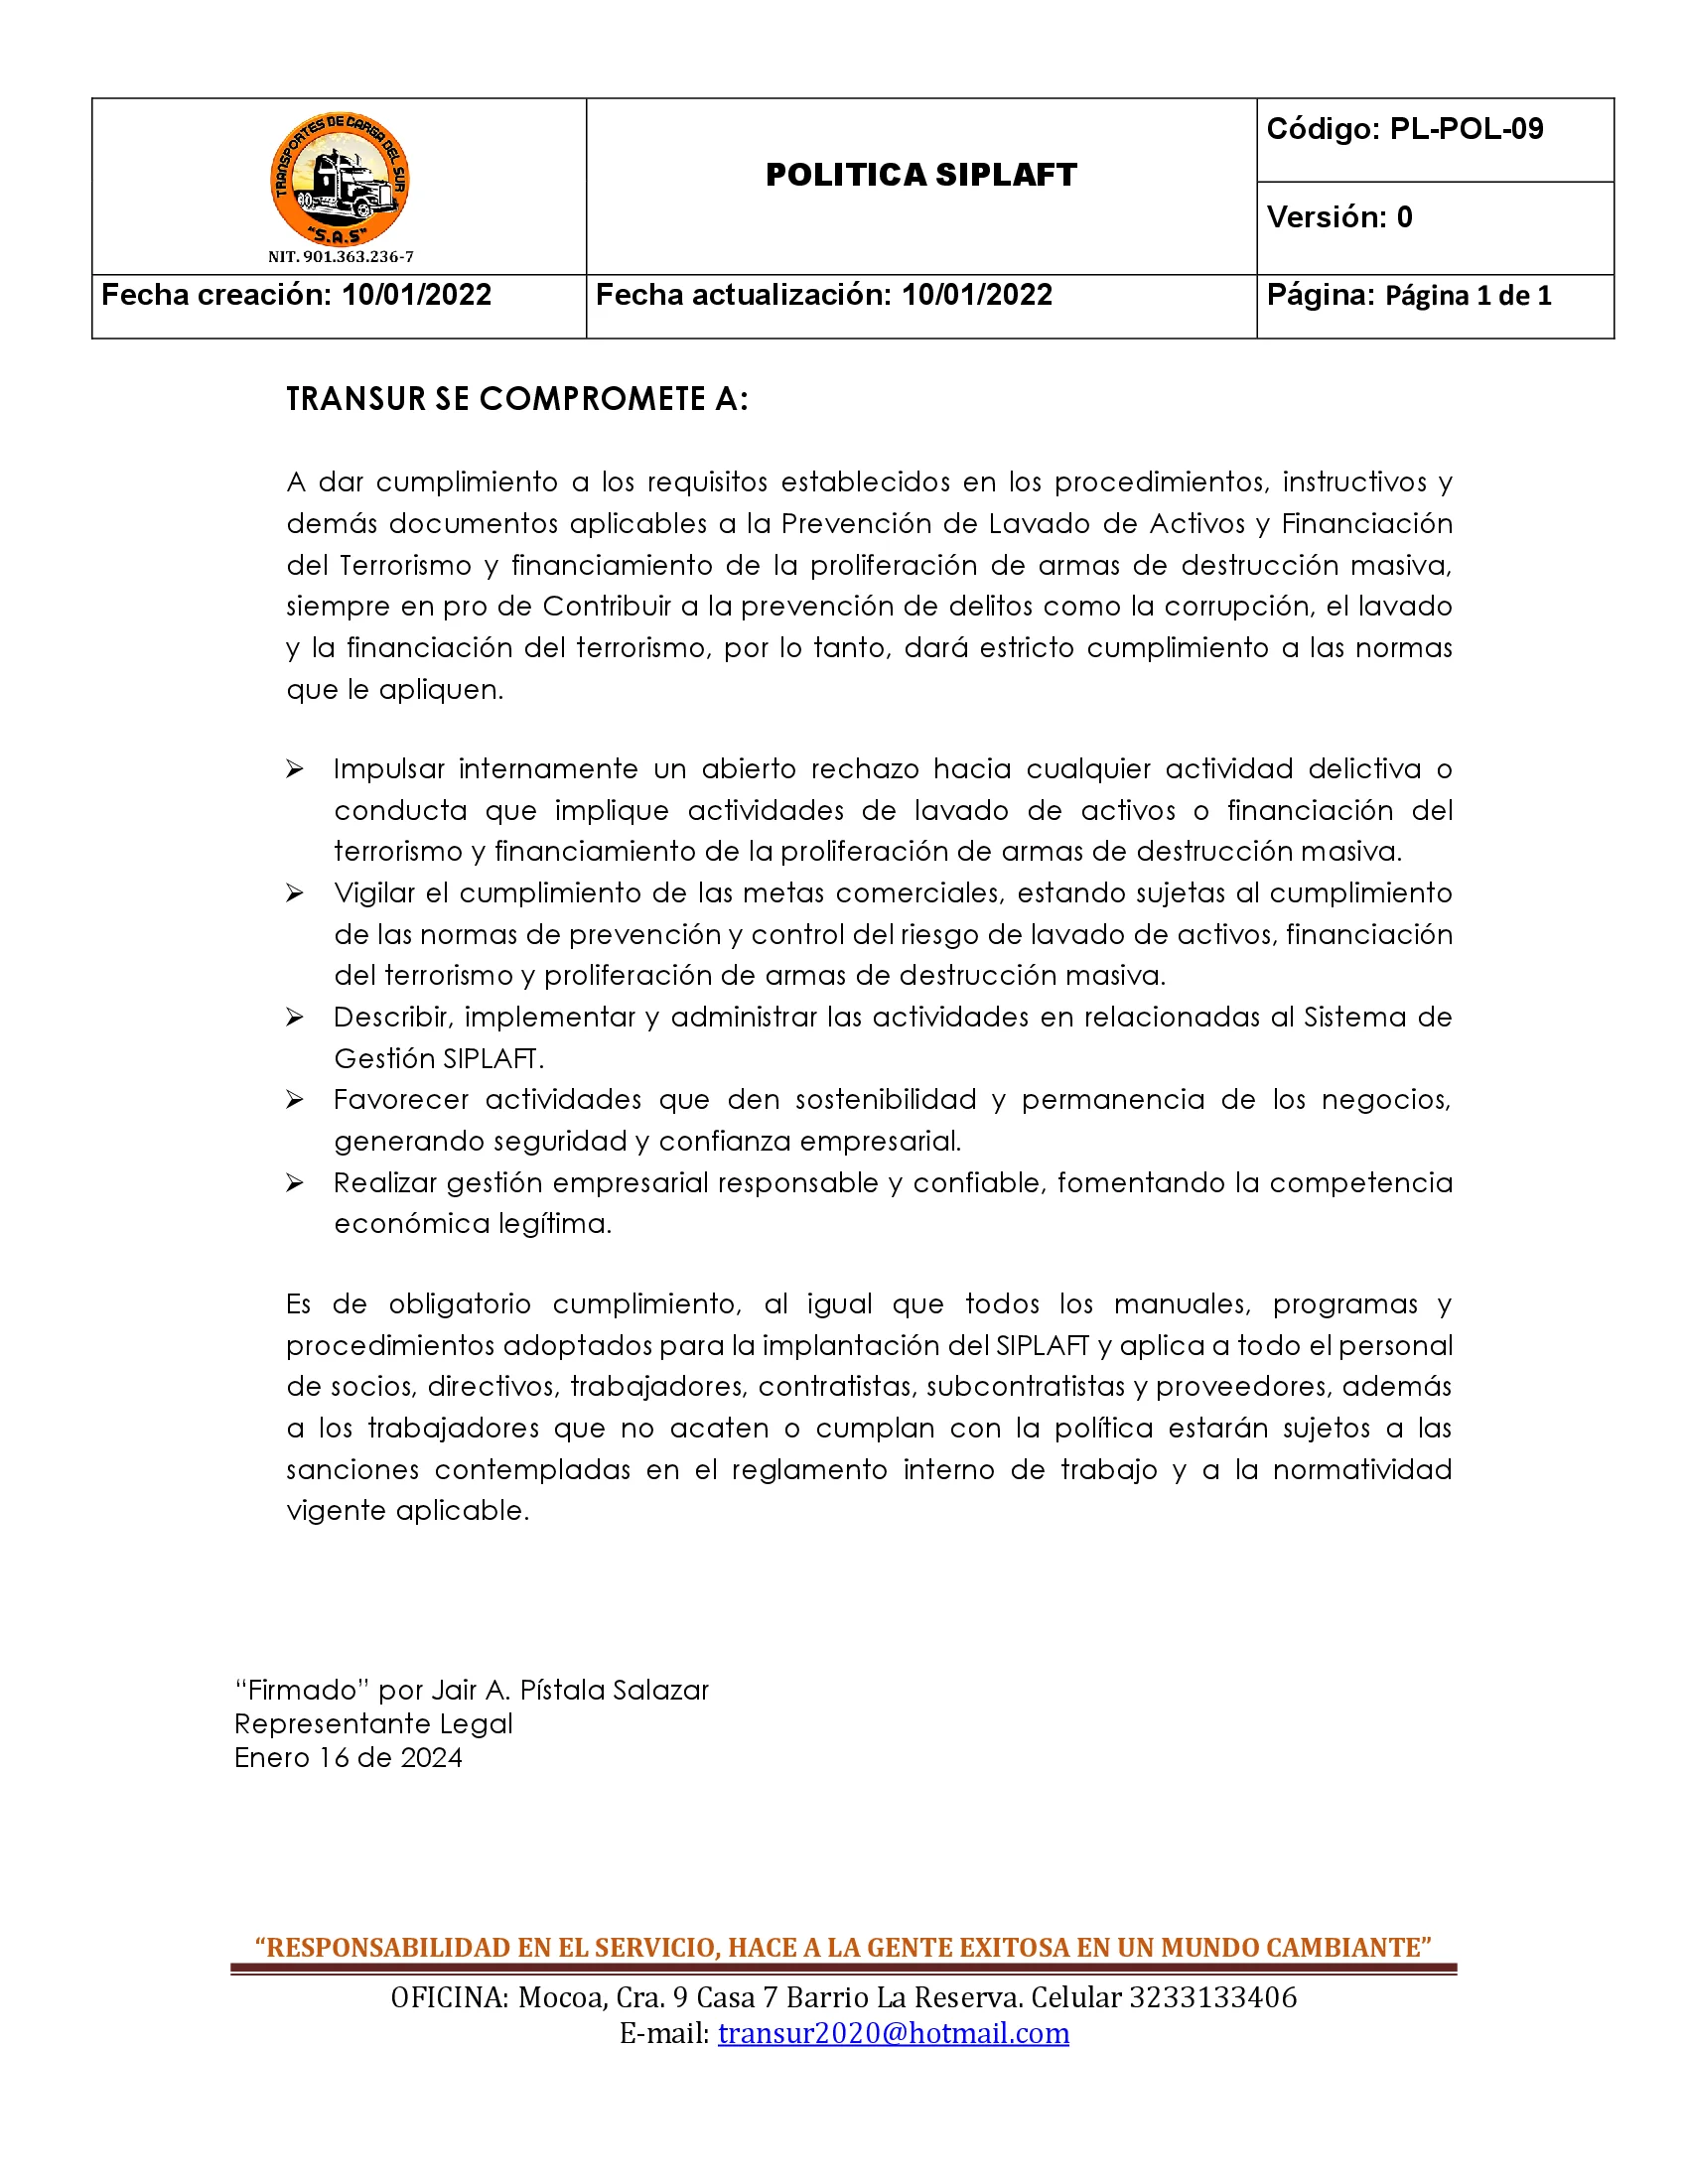 TRANSPORTES DE CARGA DEL SUR
"S.A.S"
NIT. 901.363.236-7
POLITICA SIPLAFT
Código: PL-POL-09
Versión: 0
Fecha creación: 10/01/2022
Fecha actualización: 10/01/2022
Página: Página 1 de 1
TRANSUR SE COMPROMETE A:
A dar cumplimiento a los requisitos establecidos en los procedimientos, instructivos y
demás documentos aplicables a la Prevención de Lavado de Activos y Financiación
del Terrorismo y financiamiento de la proliferación de armas de destrucción masiva,
siempre en pro de Contribuir a la prevención de delitos como la corrupción, el lavado
y la financiación del terrorismo, por lo tanto, dará estricto cumplimiento a las normas
que le apliquen.
➢ Impulsar internamente un abierto rechazo hacia cualquier actividad delictiva o
conducta que implique actividades de lavado de activos o financiación del
terrorismo y financiamiento de la proliferación de armas de destrucción masiva.
➢ Vigilar el cumplimiento de las metas comerciales, estando sujetas al cumplimiento
de las normas de prevención y control del riesgo de lavado de activos, financiación
del terrorismo y proliferación de armas de destrucción masiva.
➢ Describir, implementar y administrar las actividades en relacionadas al Sistema de
Gestión SIPLAFT.
➢ Favorecer actividades que den sostenibilidad y permanencia de los negocios,
generando seguridad y confianza empresarial.
➢ Realizar gestión empresarial responsable y confiable, fomentando la competencia
económica legítima.
Es de obligatorio cumplimiento, al igual que todos los manuales, programas y
procedimientos adoptados para la implantación del SIPLAFT y aplica a todo el personal
de socios, directivos, trabajadores, contratistas, subcontratistas y proveedores, además
a los trabajadores que no acaten o cumplan con la política estarán sujetos a las
sanciones contempladas en el reglamento interno de trabajo y a la normatividad
vigente aplicable.
“Firmado” por Jair A. Pístala Salazar
Representante Legal
Enero 16 de 2024
“RESPONSABILIDAD EN EL SERVICIO, HACE A LA GENTE EXITOSA EN UN MUNDO CAMBIANTE”
OFICINA: Mocoa, Cra. 9 Casa 7 Barrio La Reserva. Celular 3233133406
E-mail: transur2020@hotmail.com